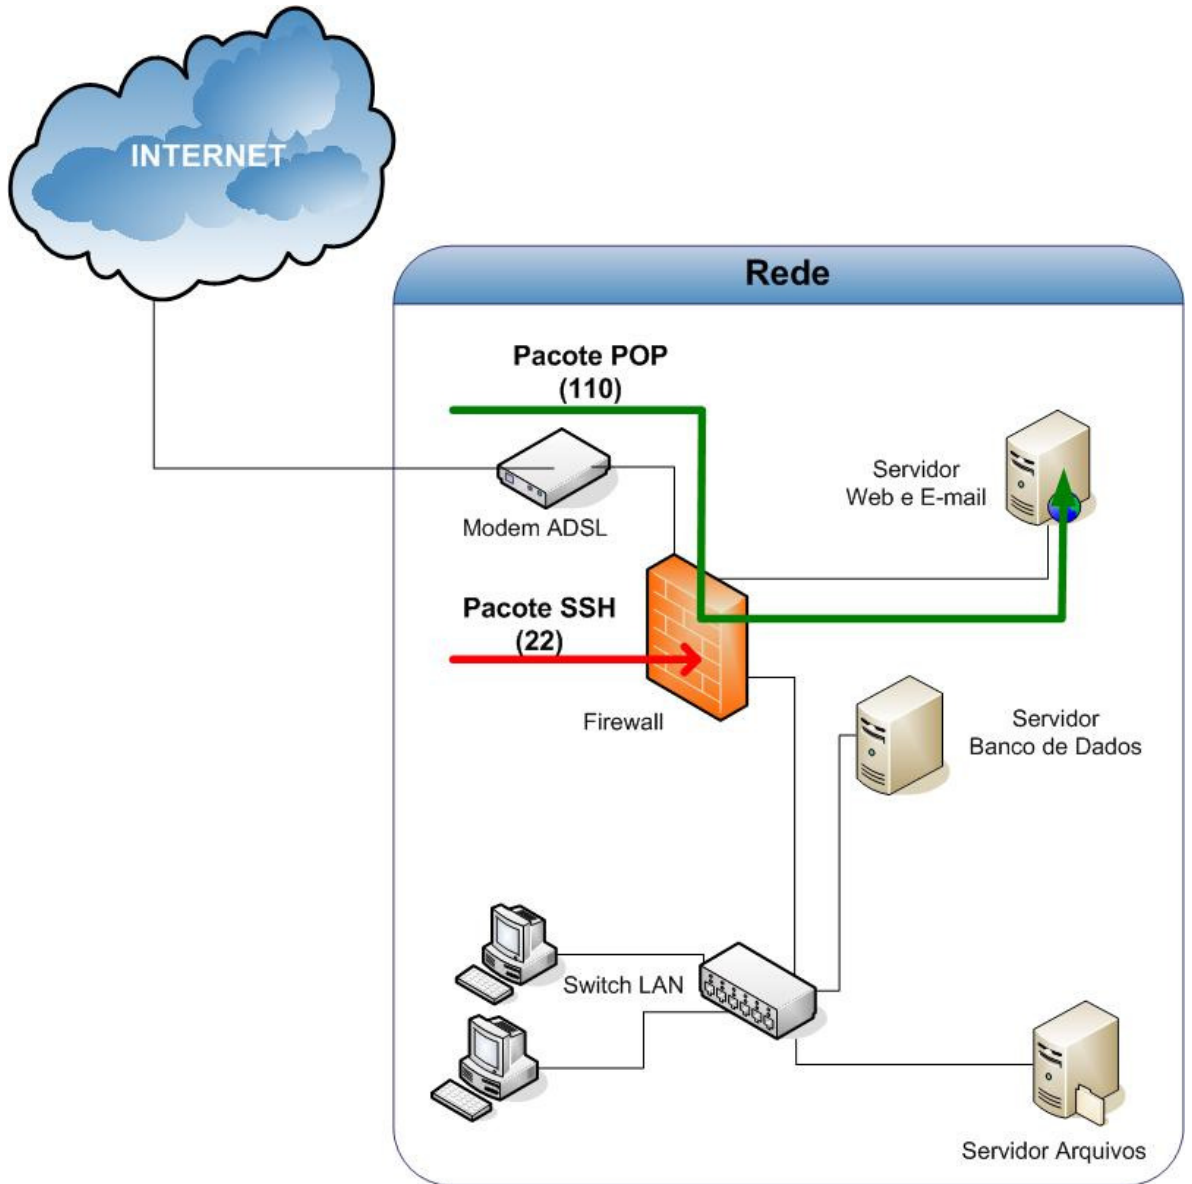 INTERNET
Rede
Pacote POP
(110)
Servidor
Web e E-mail
Modem ADSL
Pacote SSH
(22)
Firewall
Servidor
Banco de Dados
Switch LAN
Servidor Arquivos